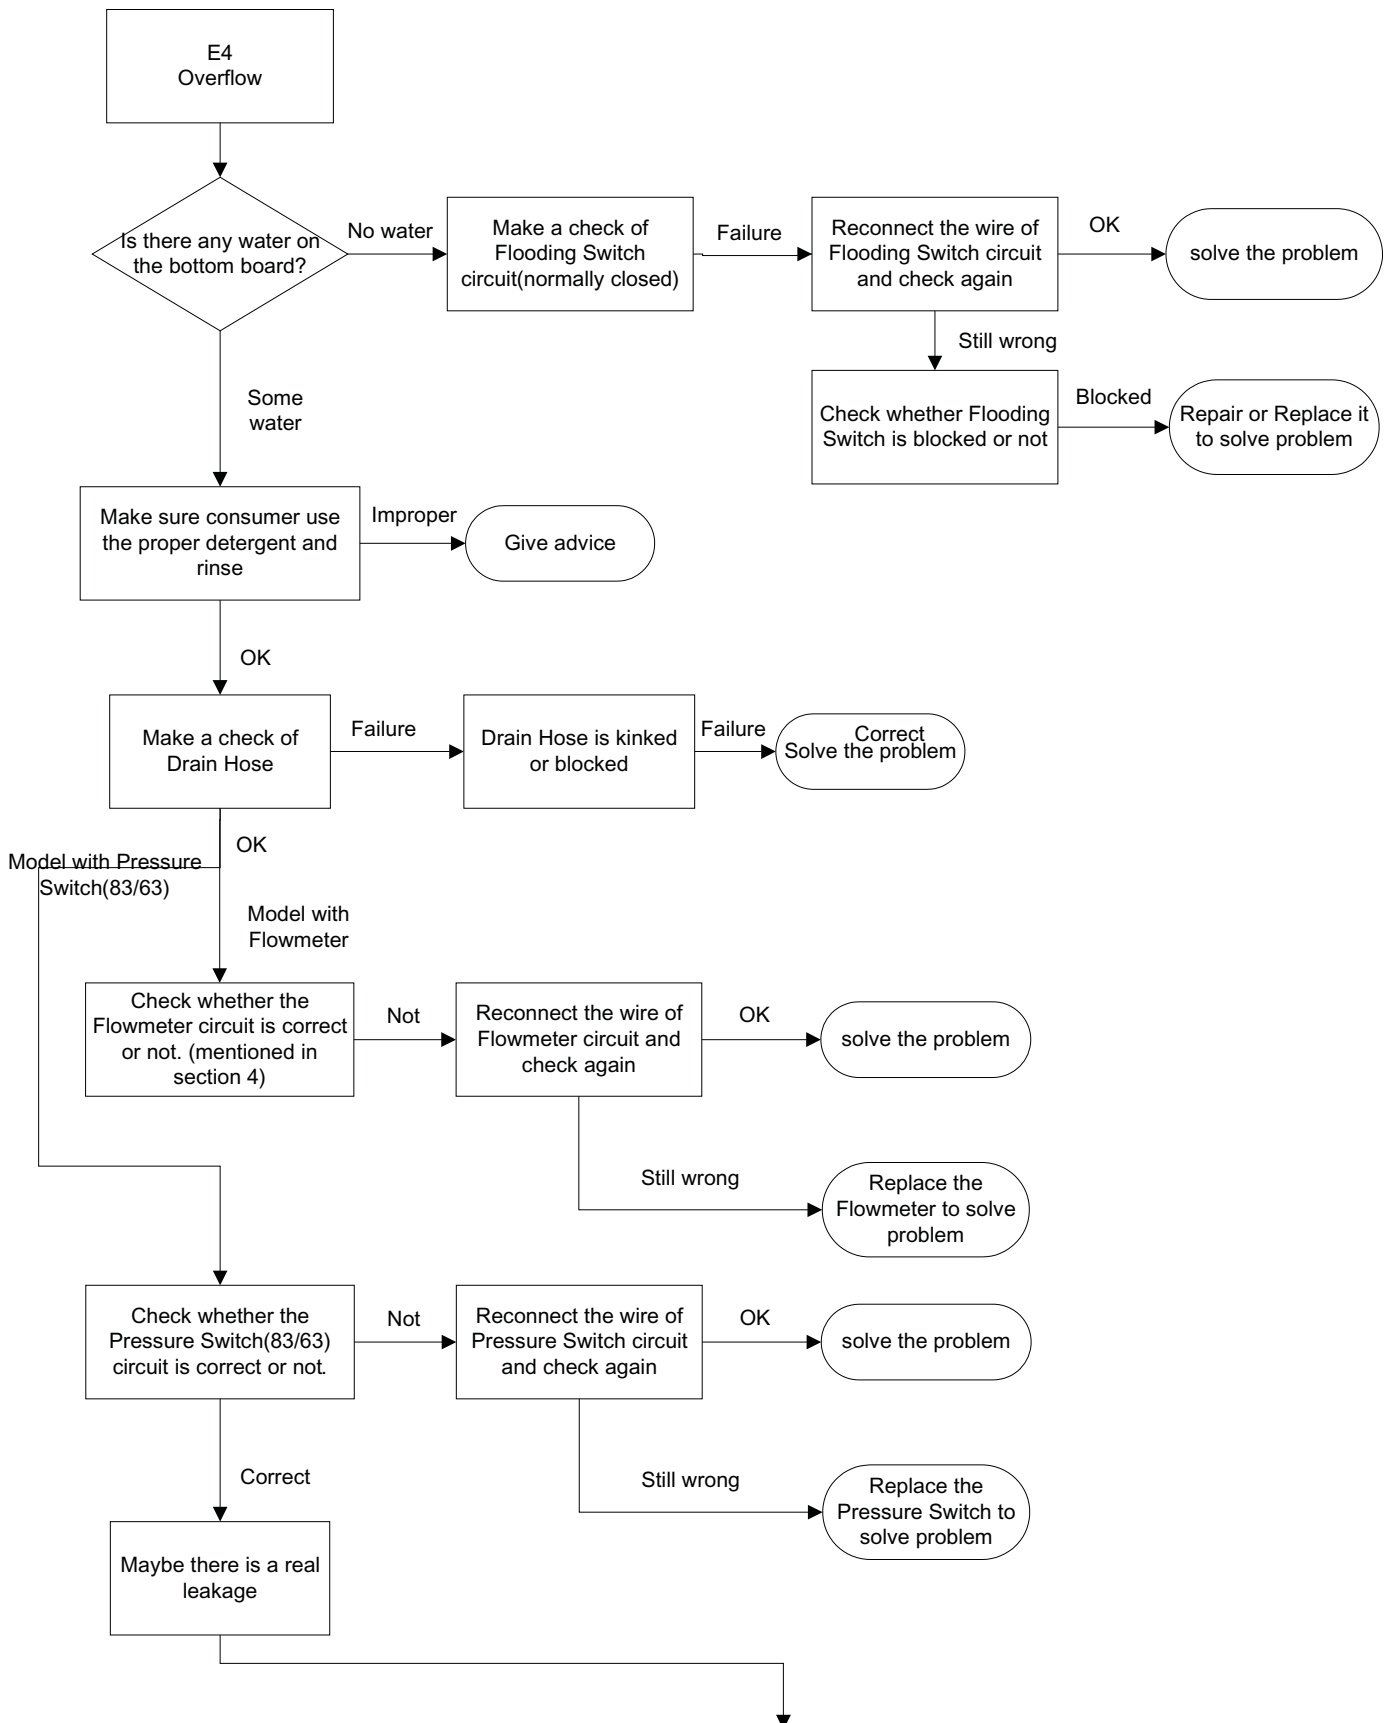 E4
Overflow
Is there any water on
the bottom board?
No water
Make a check of
Flooding Switch
circuit(normally closed)
Failure
Reconnect the wire of
Flooding Switch circuit
and check again
OK
solve the problem
Still wrong
Check whether Flooding
Switch is blocked or not
Blocked
Repair or Replace it
to solve problem
Some
water
Make sure consumer use
the proper detergent and
rinse
Improper
Give advice
OK
Make a check of
Drain Hose
Failure
Drain Hose is kinked
or blocked
Failure
Correct
Solve the problem
OK
Model with Pressure
Switch(83/63)
Model with
Flowmeter
Check whether the
Flowmeter circuit is correct
or not. (mentioned in
section 4)
Not
Reconnect the wire of
Flowmeter circuit and
check again
OK
solve the problem
Still wrong
Replace the
Flowmeter to solve
problem
Check whether the
Pressure Switch(83/63)
circuit is correct or not.
Not
Reconnect the wire of
Pressure Switch circuit
and check again
OK
solve the problem
Still wrong
Replace the
Pressure Switch to
solve problem
Correct
Maybe there is a real
leakage